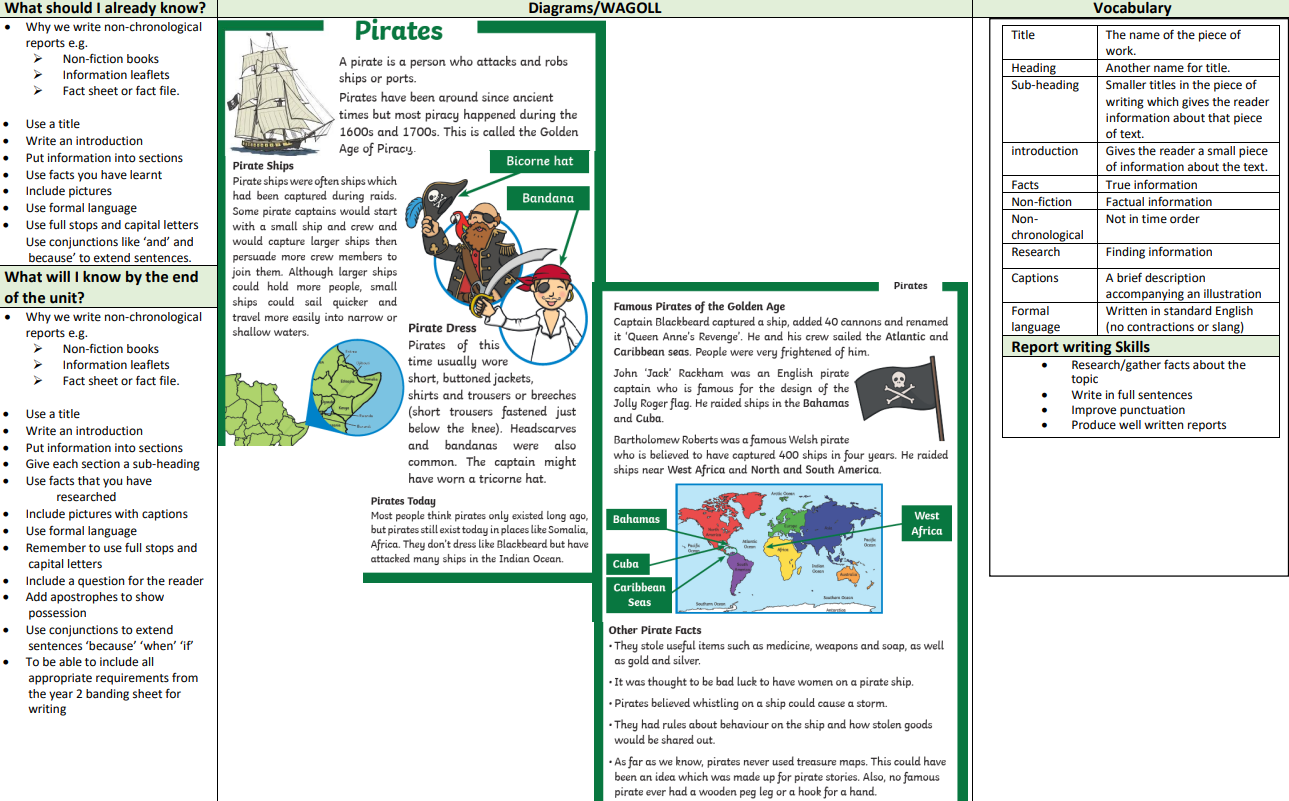 What should I already know?
• Why we write non-chronological
reports e.g.
➢ Non-fiction books
➢ Information leaflets
➢ Fact sheet or fact file.
• Use a title
• Write an introduction
• Put information into sections
• Use facts you have learnt
• Include pictures
• Use formal language
• Use full stops and capital letters
Use conjunctions like ‘and’ and
because’ to extend sentences.
What will I know by the end
of the unit?
• Why we write non-chronological
reports e.g.
➢ Non-fiction books
➢ Information leaflets
➢ Fact sheet or fact file.
• Use a title
• Write an introduction
• Put information into sections
• Give each section a sub-heading
• Use facts that you have
researched
• Include pictures with captions
• Use formal language
• Remember to use full stops and
capital letters
• Include a question for the reader
• Add apostrophes to show
possession
• Use conjunctions to extend
sentences ‘because’ ‘when’ ‘if’
• To be able to include all
appropriate requirements from
the year 2 banding sheet for
writing
Diagrams/WAGOLL
Pirates
A pirate is a person who attacks and robs
ships or ports.
Pirates have been around since ancient
times but most piracy happened during the
1600s and 1700s. This is called the Golden
Age of Piracy.
Bicorne hat
Bandana
Pirate Ships
Pirate ships were often ships which
had been captured during raids.
Some pirate captains would start
with a small ship and crew and
would capture larger ships then
persuade more crew members to
join them. Although larger ships
could hold more people, small
ships could sail quicker and
travel more easily into narrow or
shallow waters.
Pirate Dress
Pirates of this
time usually wore
short, buttoned jackets,
shirts and trousers or breeches
(short trousers fastened just
below the knee). Headscarves
and bandanas were also
common. The captain might
have worn a tricorne hat.
Ethiopia
Somalia
Kenya
Pirates Today
Most people think pirates only existed long ago,
but pirates still exist today in places like Somalia,
Africa. They don’t dress like Blackbeard but have
attacked many ships in the Indian Ocean.
Pirates
Famous Pirates of the Golden Age
Captain Blackbeard captured a ship, added 40 cannons and renamed
it ‘Queen Anne’s Revenge’. He and his crew sailed the Atlantic and
Caribbean seas. People were very frightened of him.
John ‘Jack’ Rackham was an English pirate
captain who is famous for the design of the
Jolly Roger flag. He raided ships in the Bahamas
and Cuba.
Bartholomew Roberts was a famous Welsh pirate
who is believed to have captured 400 ships in four years. He raided
ships near West Africa and North and South America.
Bahamas
Cuba
Caribbean
Seas
West
Africa
Arctic Ocean
North
America
Europe
Asia
Pacific
Ocean
Atlantic
Ocean
Africa
Pacific
Ocean
South
America
Indian
Ocean
Australia
Southern Ocean
Southern Ocean
Antarctica
Other Pirate Facts
• They stole useful items such as medicine, weapons and soap, as well
as gold and silver.
• It was thought to be bad luck to have women on a pirate ship.
• Pirates believed whistling on a ship could cause a storm.
• They had rules about behaviour on the ship and how stolen goods
would be shared out.
• As far as we know, pirates never used treasure maps. This could have
been an idea which was made up for pirate stories. Also, no famous
pirate ever had a wooden peg leg or a hook for a hand.
Vocabulary
Title The name of the piece of
work.
Heading Another name for title.
Sub-heading Smaller titles in the piece of
writing which gives the reader
information about that piece
of text.
introduction Gives the reader a small piece
of information about the text.
Facts True information
Non-fiction Factual information
Non- Not in time order
chronological
Research Finding information
Captions A brief description
accompanying an illustration
Formal Written in standard English
language (no contractions or slang)
Report writing Skills
• Research/gather facts about the
topic
• Write in full sentences
• Improve punctuation
• Produce well written reports